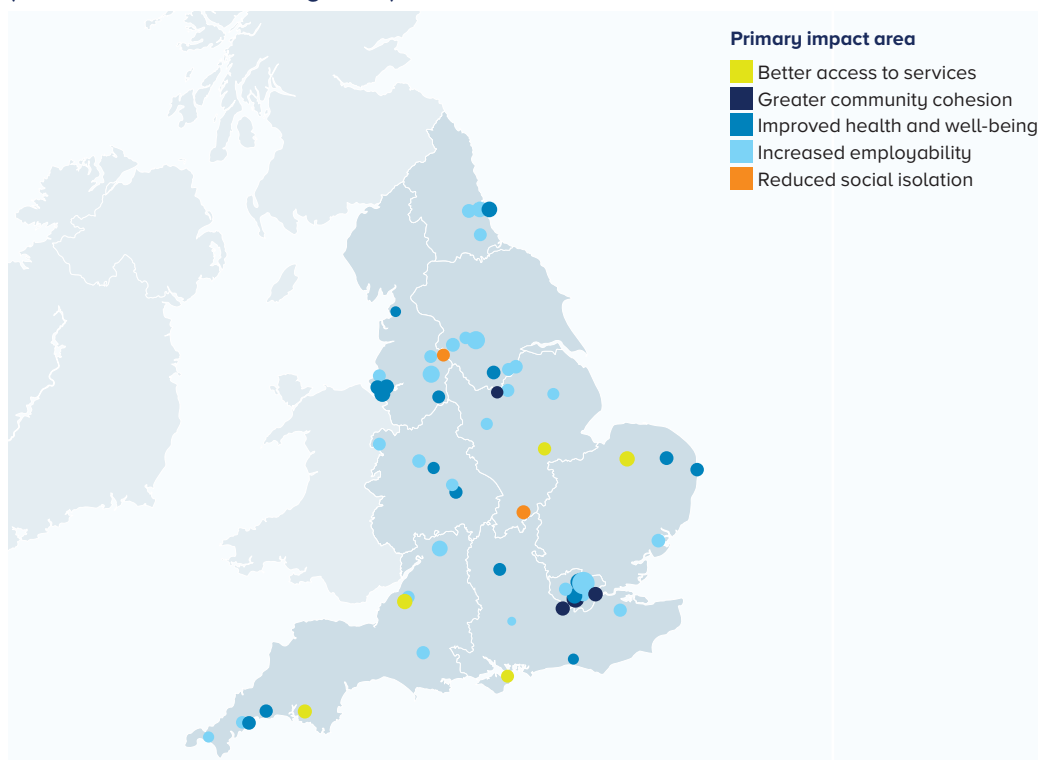 Primary impact area
Better access to services
Greater community cohesion
Improved health and well-being
Increased employability
Reduced social isolation